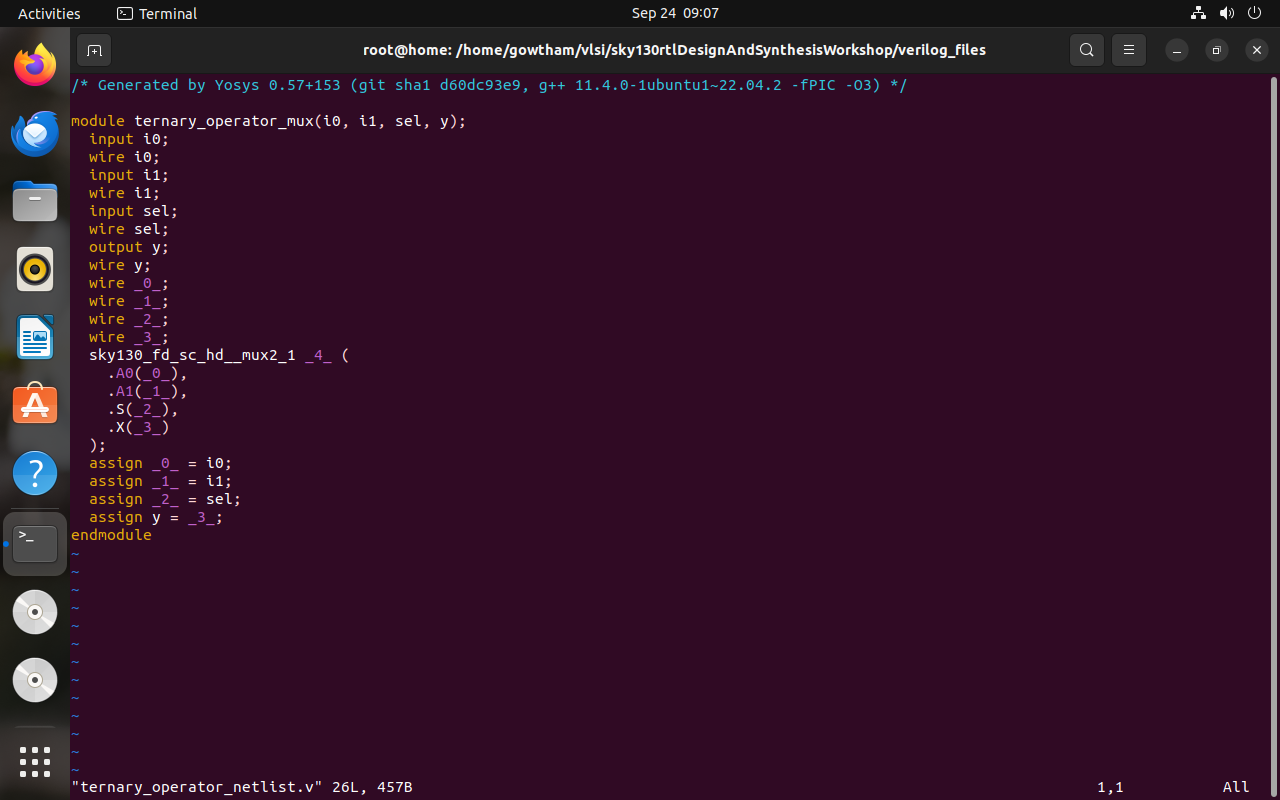 Activities Terminal Sep 24 09:07
root@home: /home/gowtham/vlsi/sky130rtlDesignAndSynthesisWorkshop/verilog_files
/* Generated by Yosys 0.57+153 (git sha1 d60dc93e9, g++ 11.4.0-1ubuntu1~22.04.2 -fPIC -O3) */
module ternary_operator_mux(i0, i1, sel, y);
  input i0;
  wire i0;
  input i1;
  wire i1;
  input sel;
  wire sel;
  output y;
  wire y;
  wire _0_;
  wire _1_;
  wire _2_;
  wire _3_;
  sky130_fd_sc_hd__mux2_1 _4_ (
    .A0(_0_),
    .A1(_1_),
    .S(_2_),
    .X(_3_)
  );
  assign _0_ = i0;
  assign _1_ = i1;
  assign _2_ = sel;
  assign y = _3_;
endmodule
~
~
~
~
~
~
~
~
~
~
~
~
~
"ternary_operator_netlist.v" 26L, 457B 1,1 All